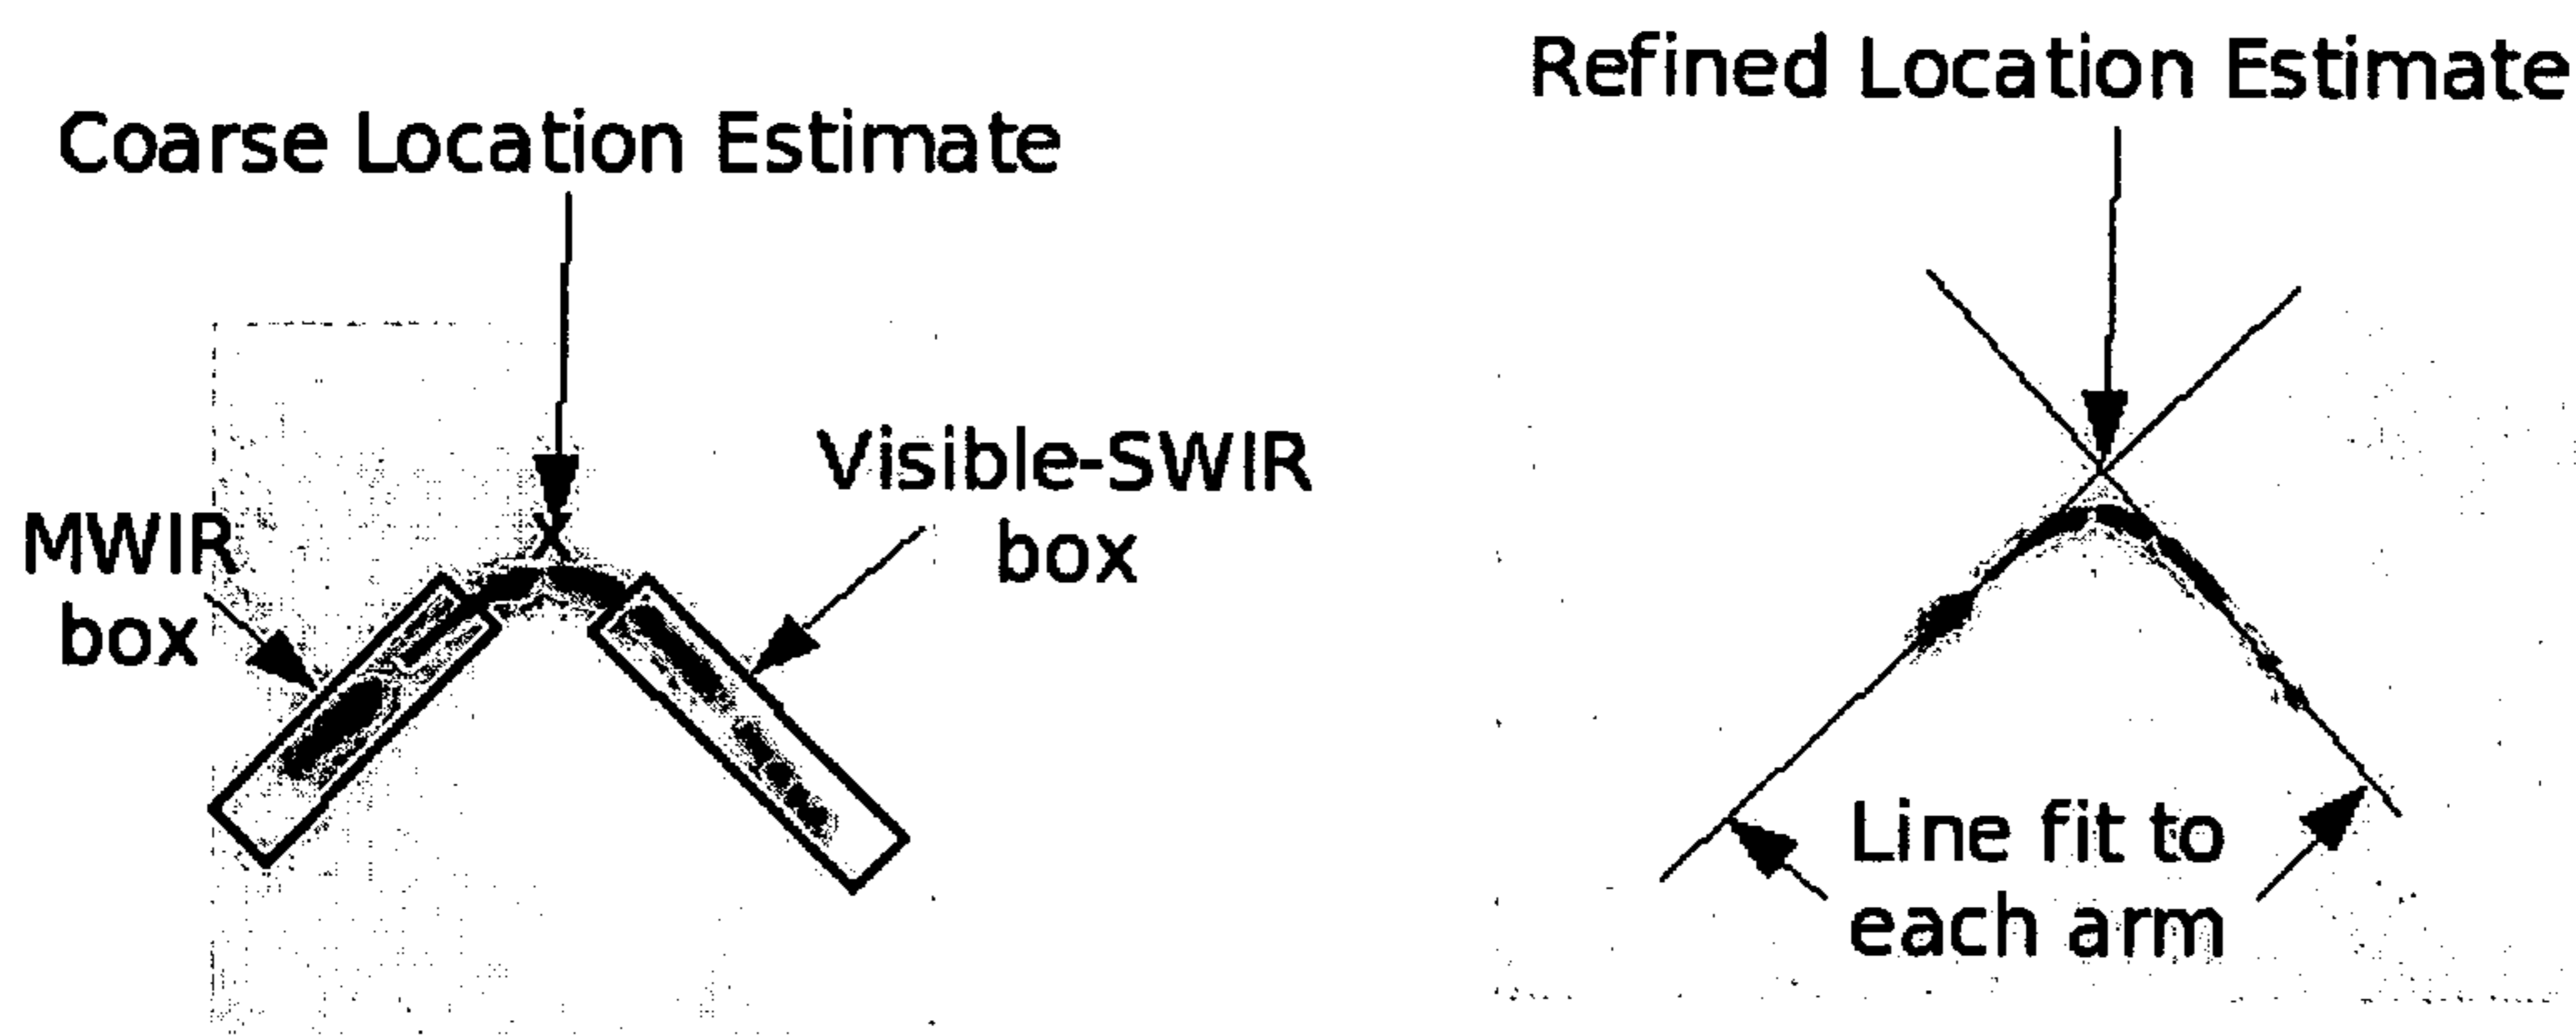 Coarse Location Estimate
MWIR
box
X
Visible-SWIR
box
Refined Location Estimate
Line fit to
each arm